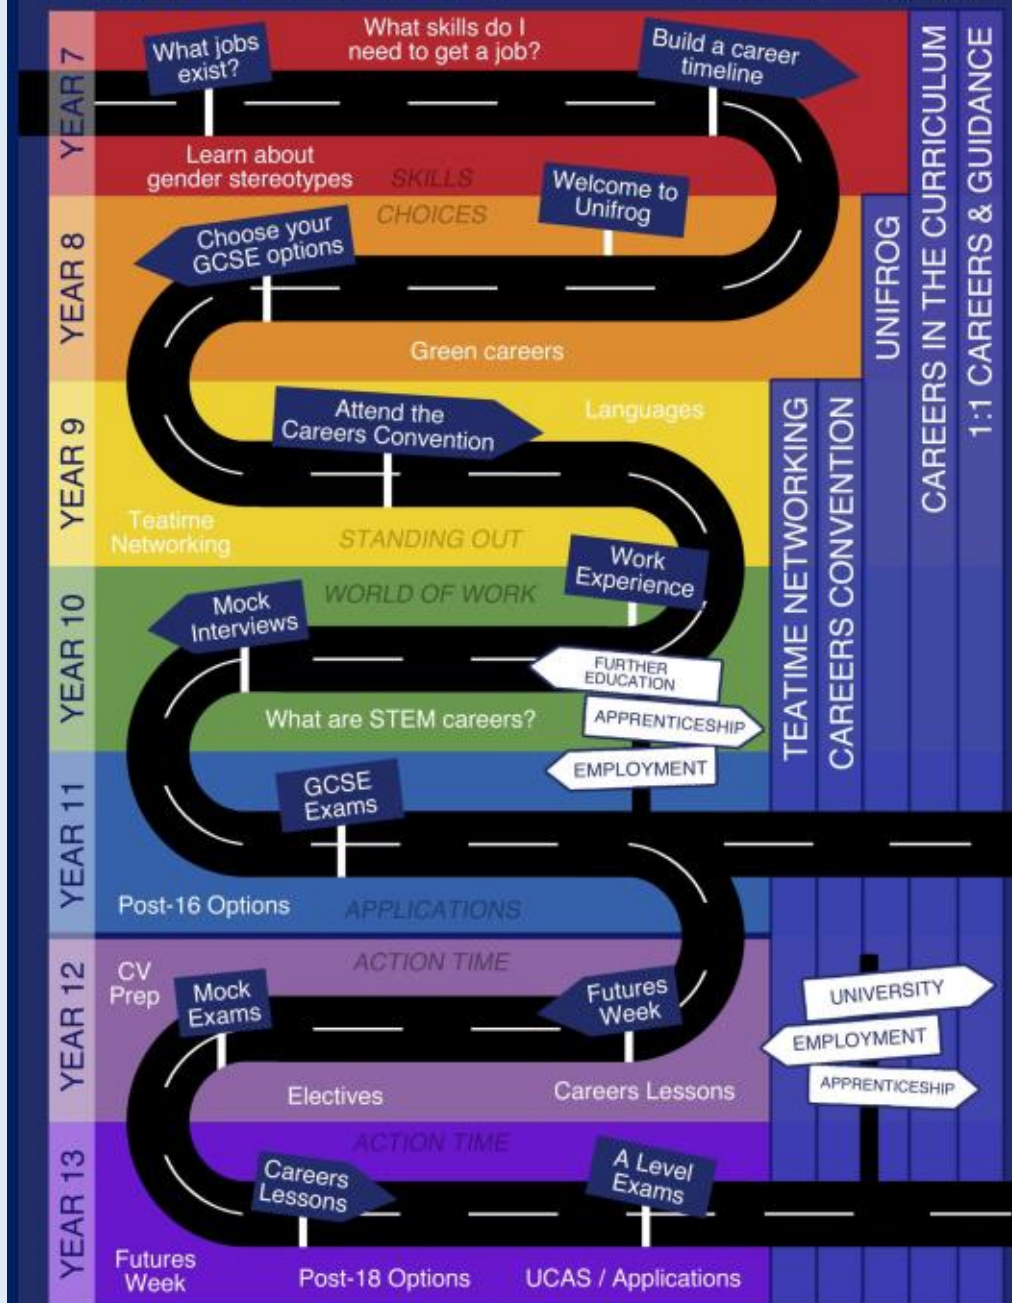 YEAR 7
What jobs
exist?
What skills do I
need to get a job?
Build a career
timeline
Learn about
gender stereotypes
SKILLS
Welcome to
Unifrog
YEAR 8
CHOICES
Choose your
GCSE options
Green careers
YEAR 9
Attend the
Careers Convention
Languages
Teatime
Networking
STANDING OUT
YEAR 10
WORLD OF WORK
Work
Experience
Mock
Interviews
FURTHER
EDUCATION
What are STEM careers?
APPRENTICESHIP
EMPLOYMENT
YEAR 11
GCSE
Exams
Post-16 Options
APPLICATIONS
YEAR 12
ACTION TIME
CV
Prep
Mock
Exams
Futures
Week
Electives
Careers Lessons
UNIVERSITY
EMPLOYMENT
APPRENTICESHIP
YEAR 13
ACTION TIME
Careers
Lessons
A Level
Exams
Futures
Week
Post-18 Options
UCAS / Applications
TEATIME NETWORKING
CAREERS CONVENTION
UNIFROG
CAREERS IN THE CURRICULUM
1:1 CAREERS & GUIDANCE